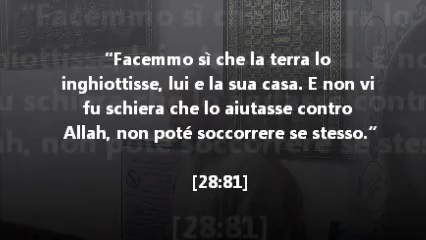 “Facemmo sì che la terra lo
inghiottisse, lui e la sua casa. E non vi
fu schiera che lo aiutasse contro
Allah, non poté soccorrere se stesso.”
[28:81]